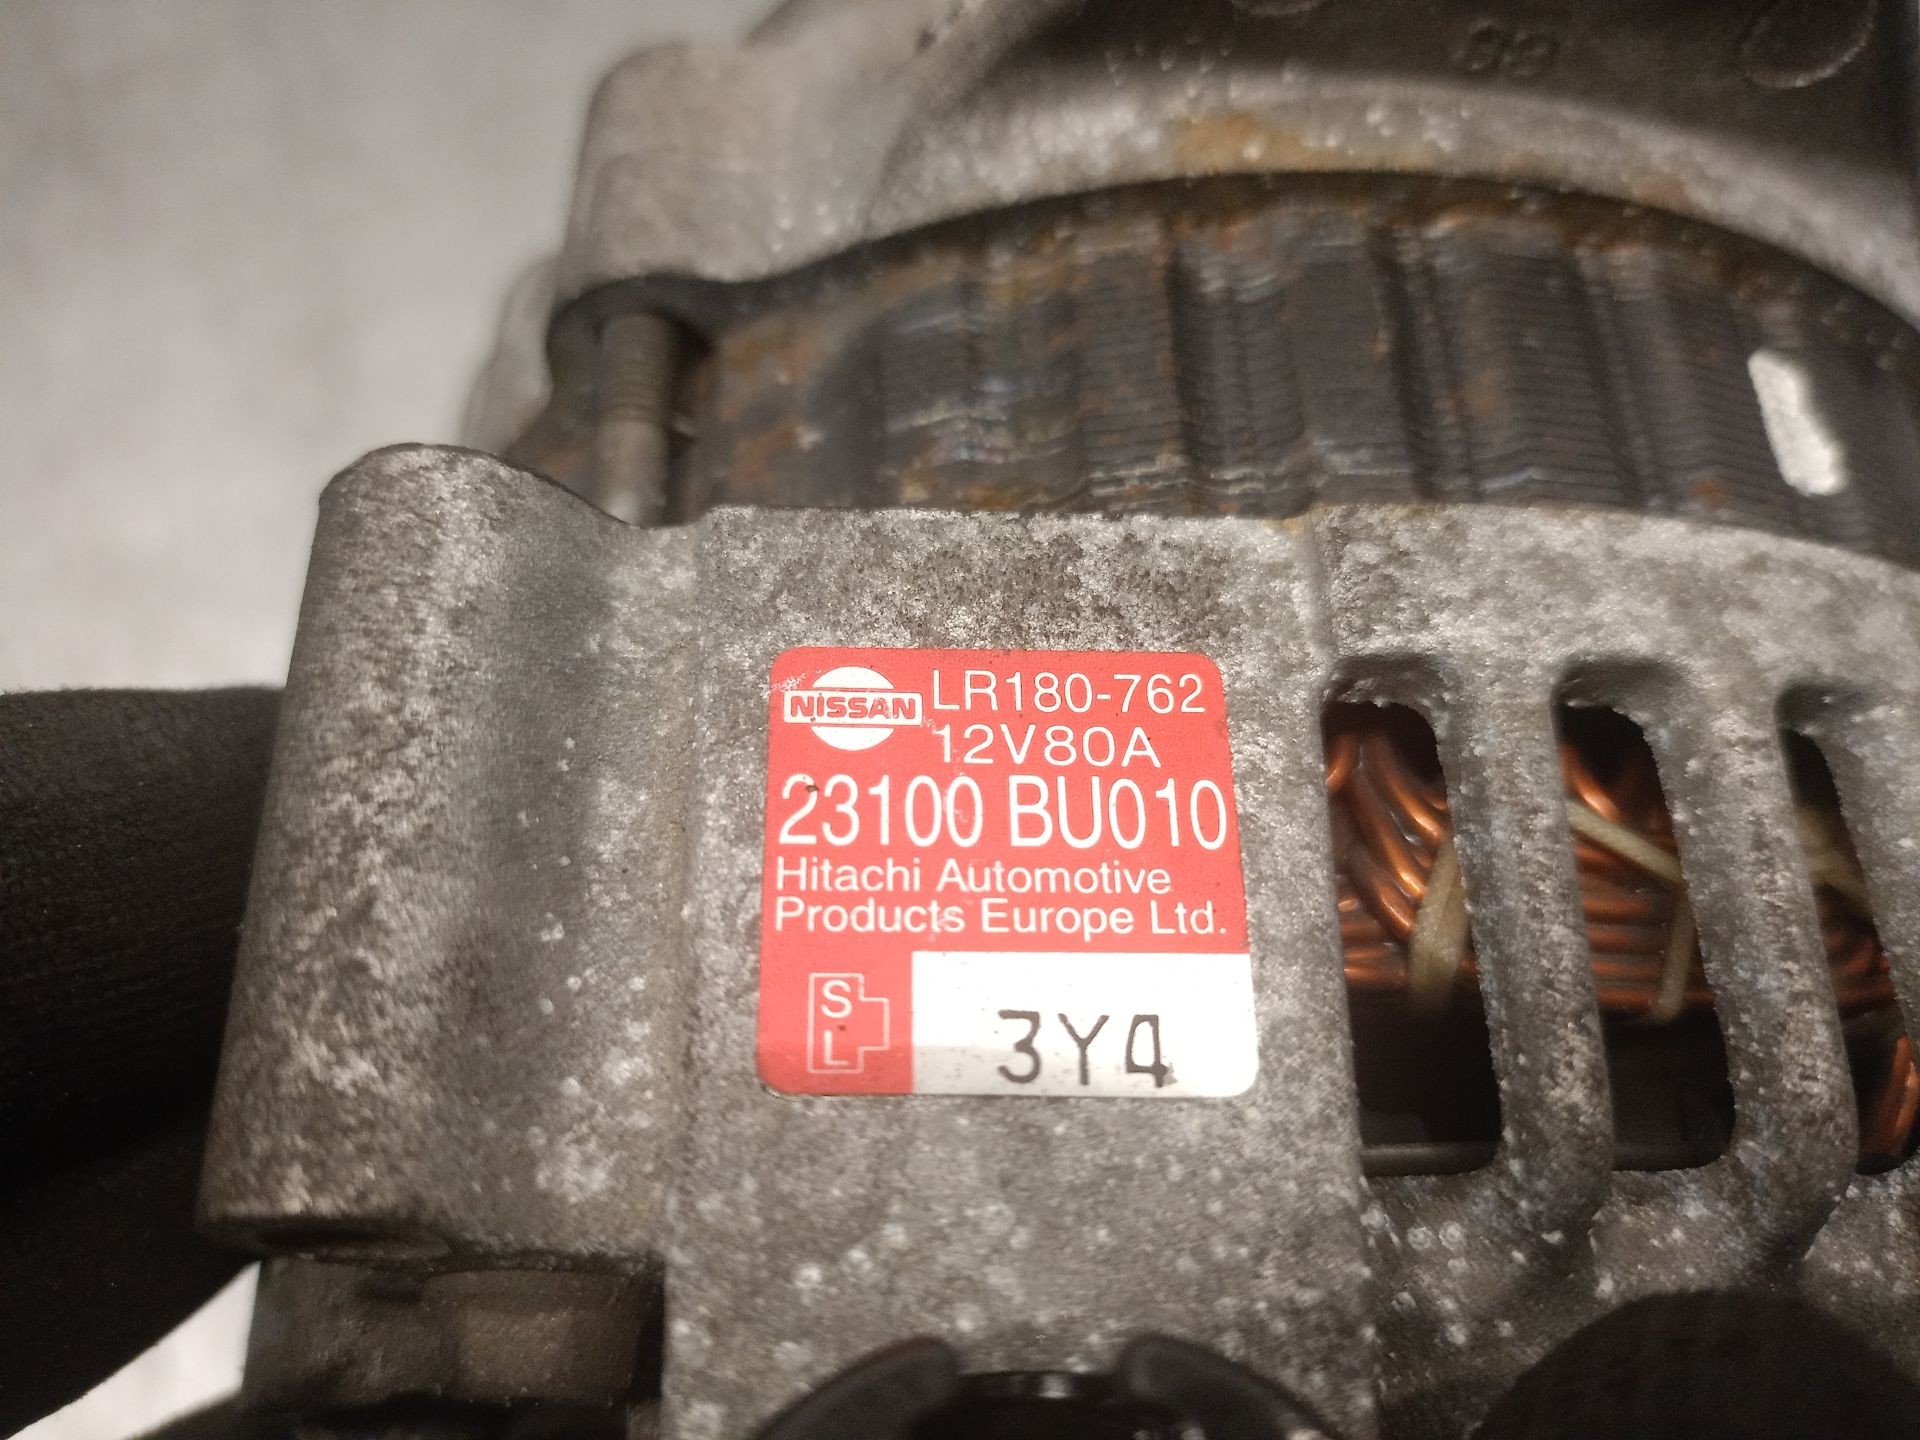 NISSAN LR180-762
12V80A
23100 BU010
Hitachi Automotive
Products Europe Ltd.
S
L
3Y4